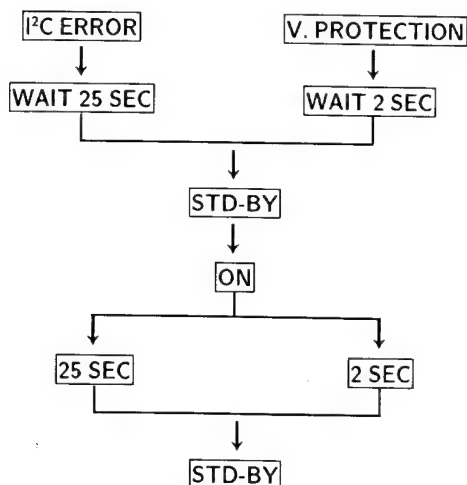 I²C ERROR
V. PROTECTION
WAIT 25 SEC
WAIT 2 SEC
STD-BY
ON
25 SEC
2 SEC
STD-BY